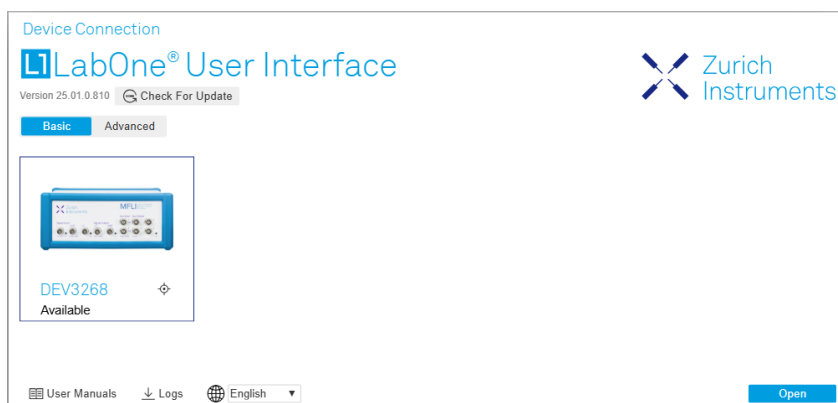 Device Connection
L1 LabOne® User Interface
Zurich
Instruments
Version 25.01.0.810 Check For Update
Basic Advanced
MFLI
DEV3268
Available
User Manuals Logs English ▼
Open